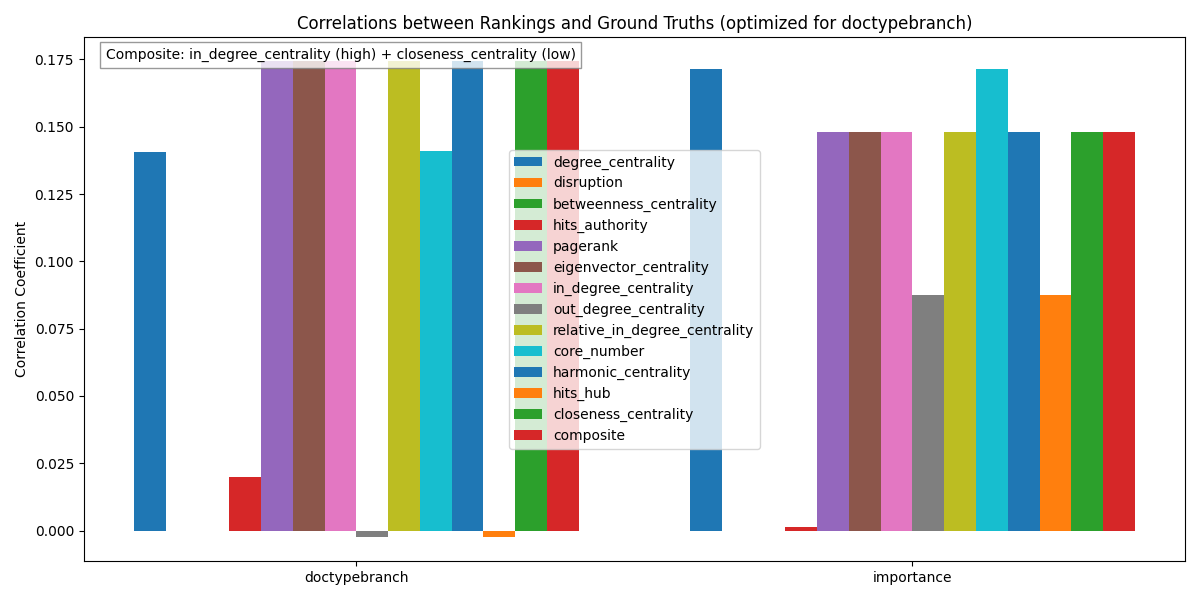 Correlations between Rankings and Ground Truths (optimized for doctypebranch)
Composite: in_degree_centrality (high) + closeness_centrality (low)
Correlation Coefficient
0.175
0.150
0.125
0.100
0.075
0.050
0.025
0.000
degree_centrality
disruption
betweenness_centrality
hits_authority
pagerank
eigenvector_centrality
in_degree_centrality
out_degree_centrality
relative_in_degree_centrality
core_number
harmonic_centrality
hits_hub
closeness_centrality
composite
doctypebranch
importance